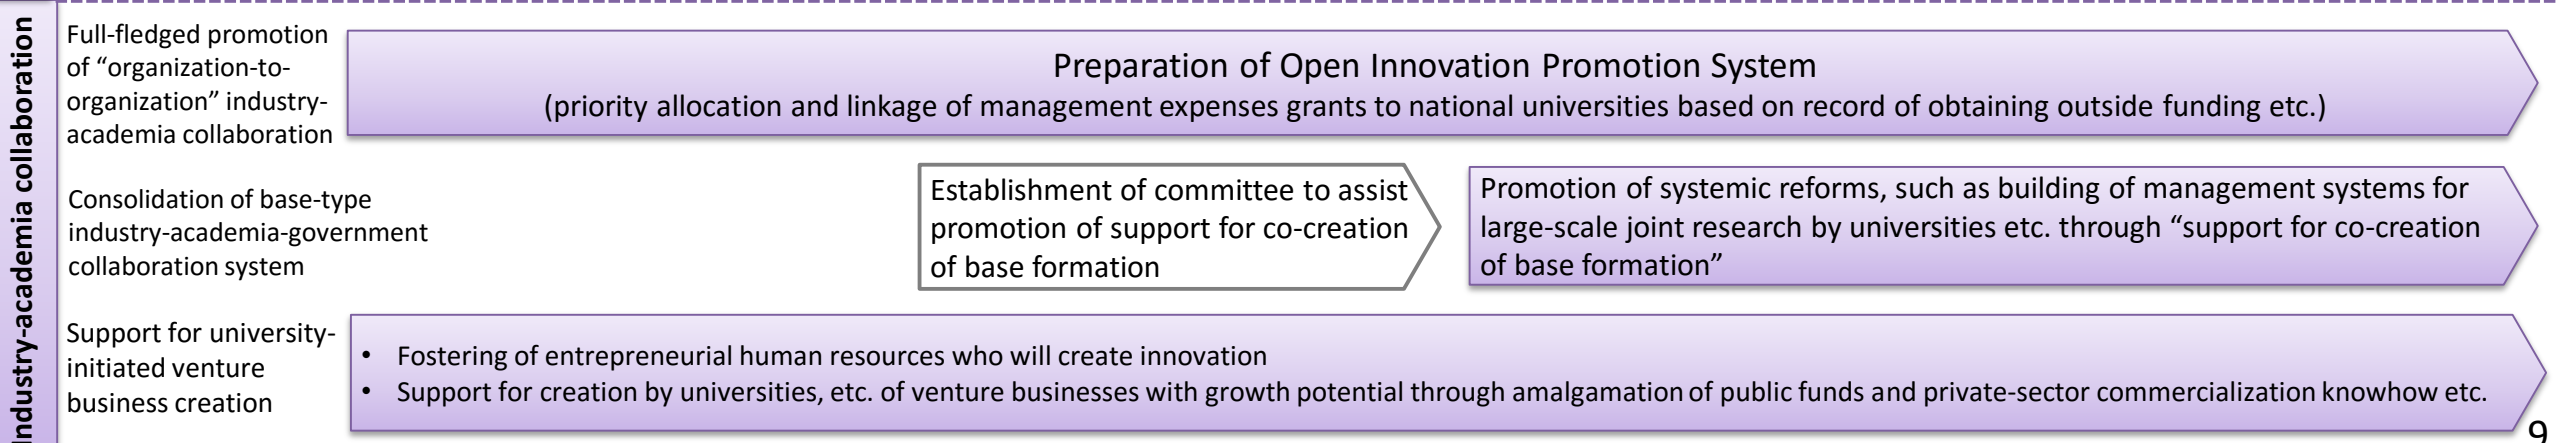 Industry-academia collaboration
Full-fledged promotion
of “organization-to-
organization” industry-
academia collaboration
Preparation of Open Innovation Promotion System
(priority allocation and linkage of management expenses grants to national universities based on record of obtaining outside funding etc.)
Consolidation of base-type
industry-academia-government
collaboration system
Establishment of committee to assist
promotion of support for co-creation
of base formation
Promotion of systemic reforms, such as building of management systems for
large-scale joint research by universities etc. through “support for co-creation
of base formation”
Support for university-
initiated venture
business creation
• Fostering of entrepreneurial human resources who will create innovation
• Support for creation by universities, etc. of venture businesses with growth potential through amalgamation of public funds and private-sector commercialization knowhow etc.
9